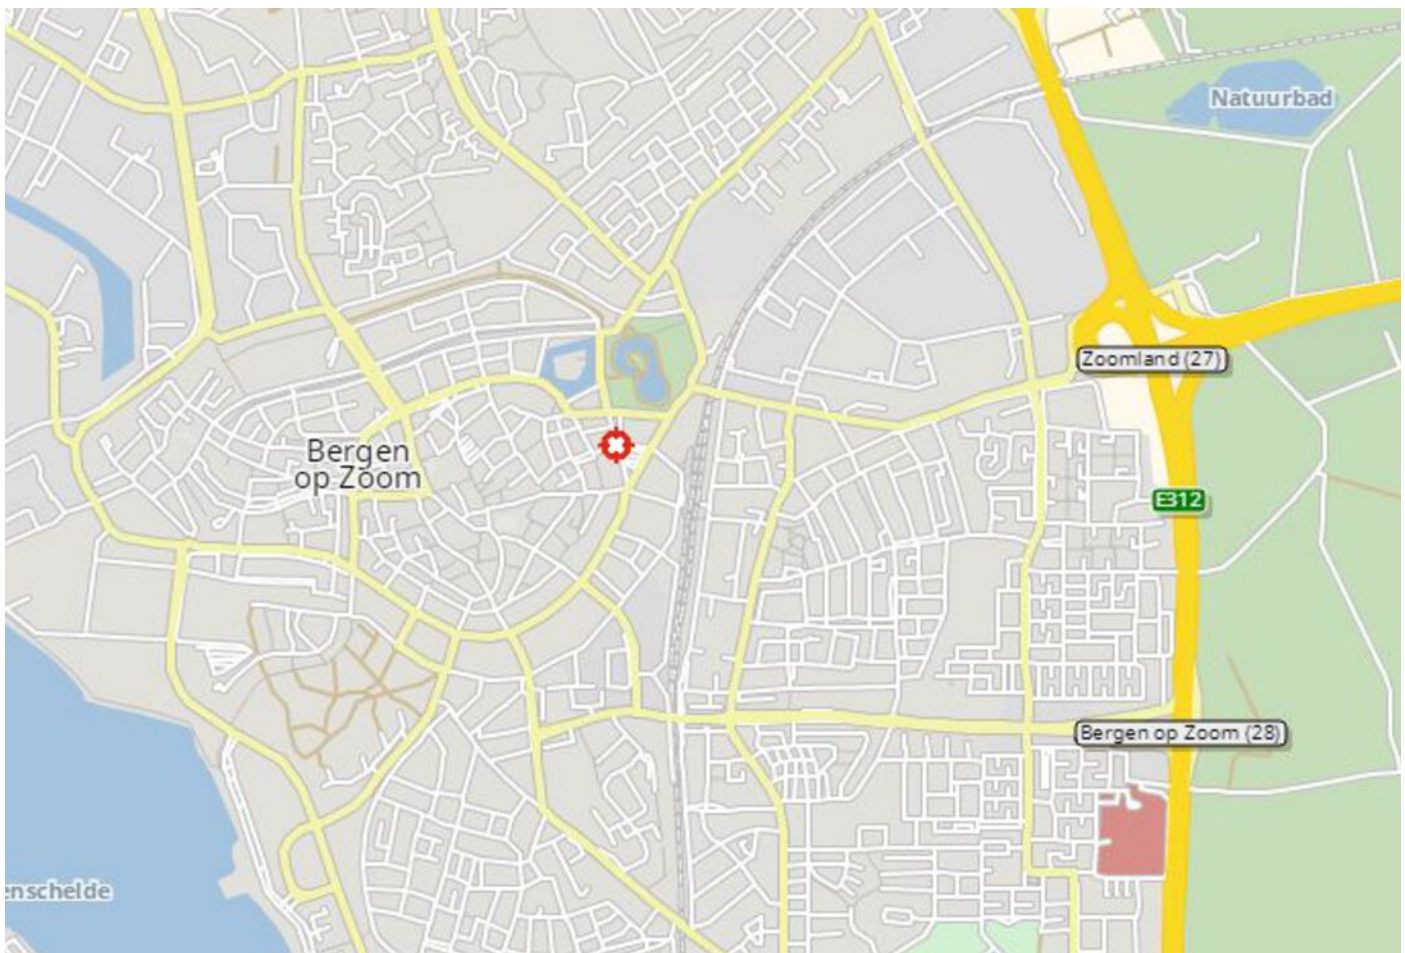 Natuurbad
Zoomland (27)
Bergen
op Zoom
E312
Bergen op Zoom (28)
enschelde